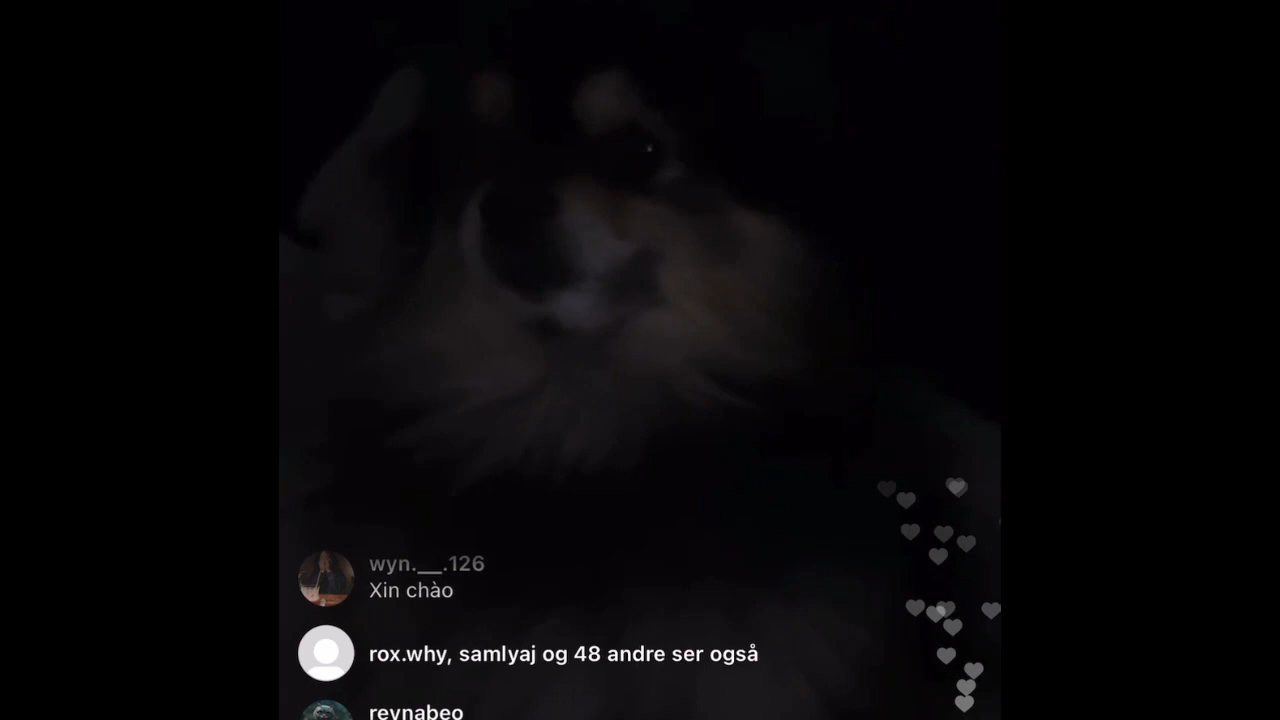 wyn.__.126
Xin chào
rox.why, samlyaj og 48 andre ser også
reynabeo